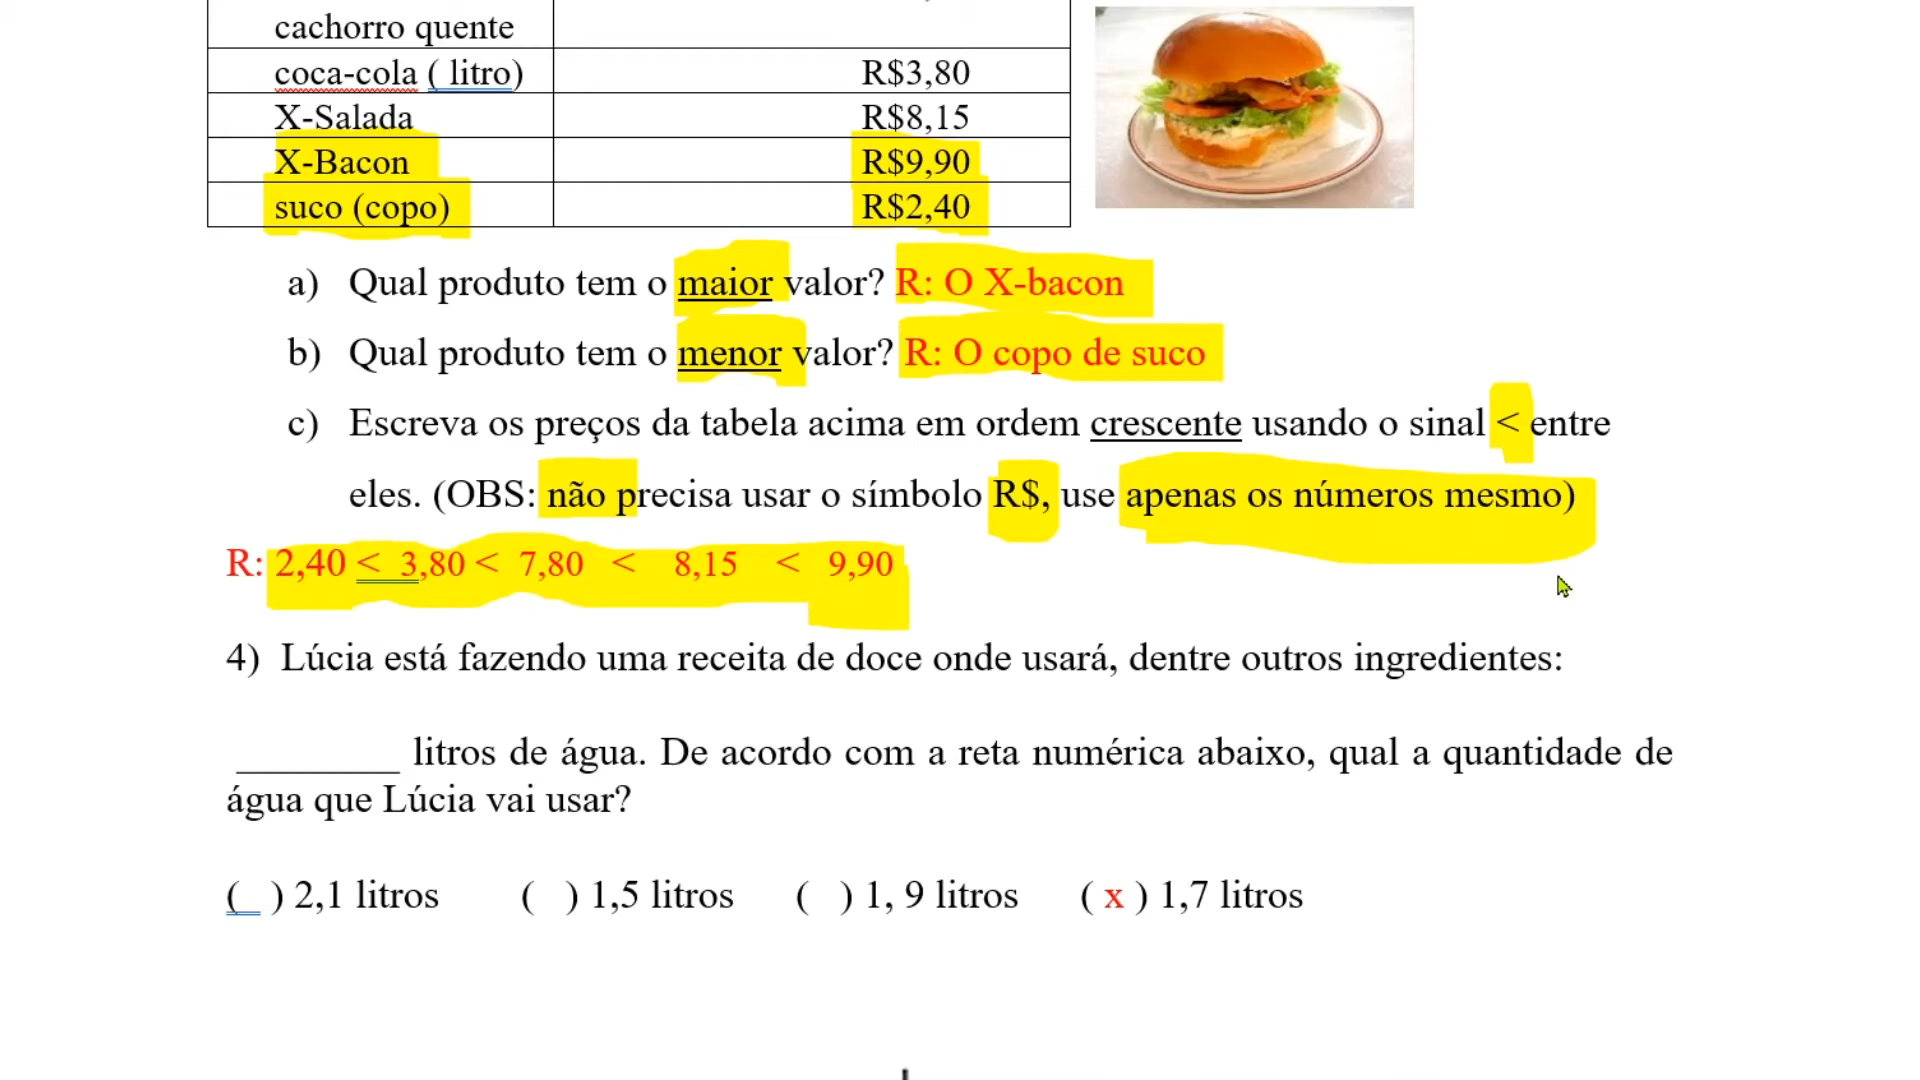 cachorro quente
coca-cola ( litro) R$3,80
X-Salada R$8,15
X-Bacon R$9,90
suco (copo) R$2,40
a) Qual produto tem o maior valor? R: O X-bacon
b) Qual produto tem o menor valor? R: O copo de suco
c) Escreva os preços da tabela acima em ordem crescente usando o sinal < entre
eles. (OBS: não precisa usar o símbolo R$, use apenas os números mesmo)
R: 2,40 < 3,80 < 7,80 < 8,15 < 9,90
4) Lúcia está fazendo uma receita de doce onde usará, dentre outros ingredientes:
________ litros de água. De acordo com a reta numérica abaixo, qual a quantidade de
água que Lúcia vai usar?
(  ) 2,1 litros (  ) 1,5 litros (  ) 1, 9 litros ( x ) 1,7 litros